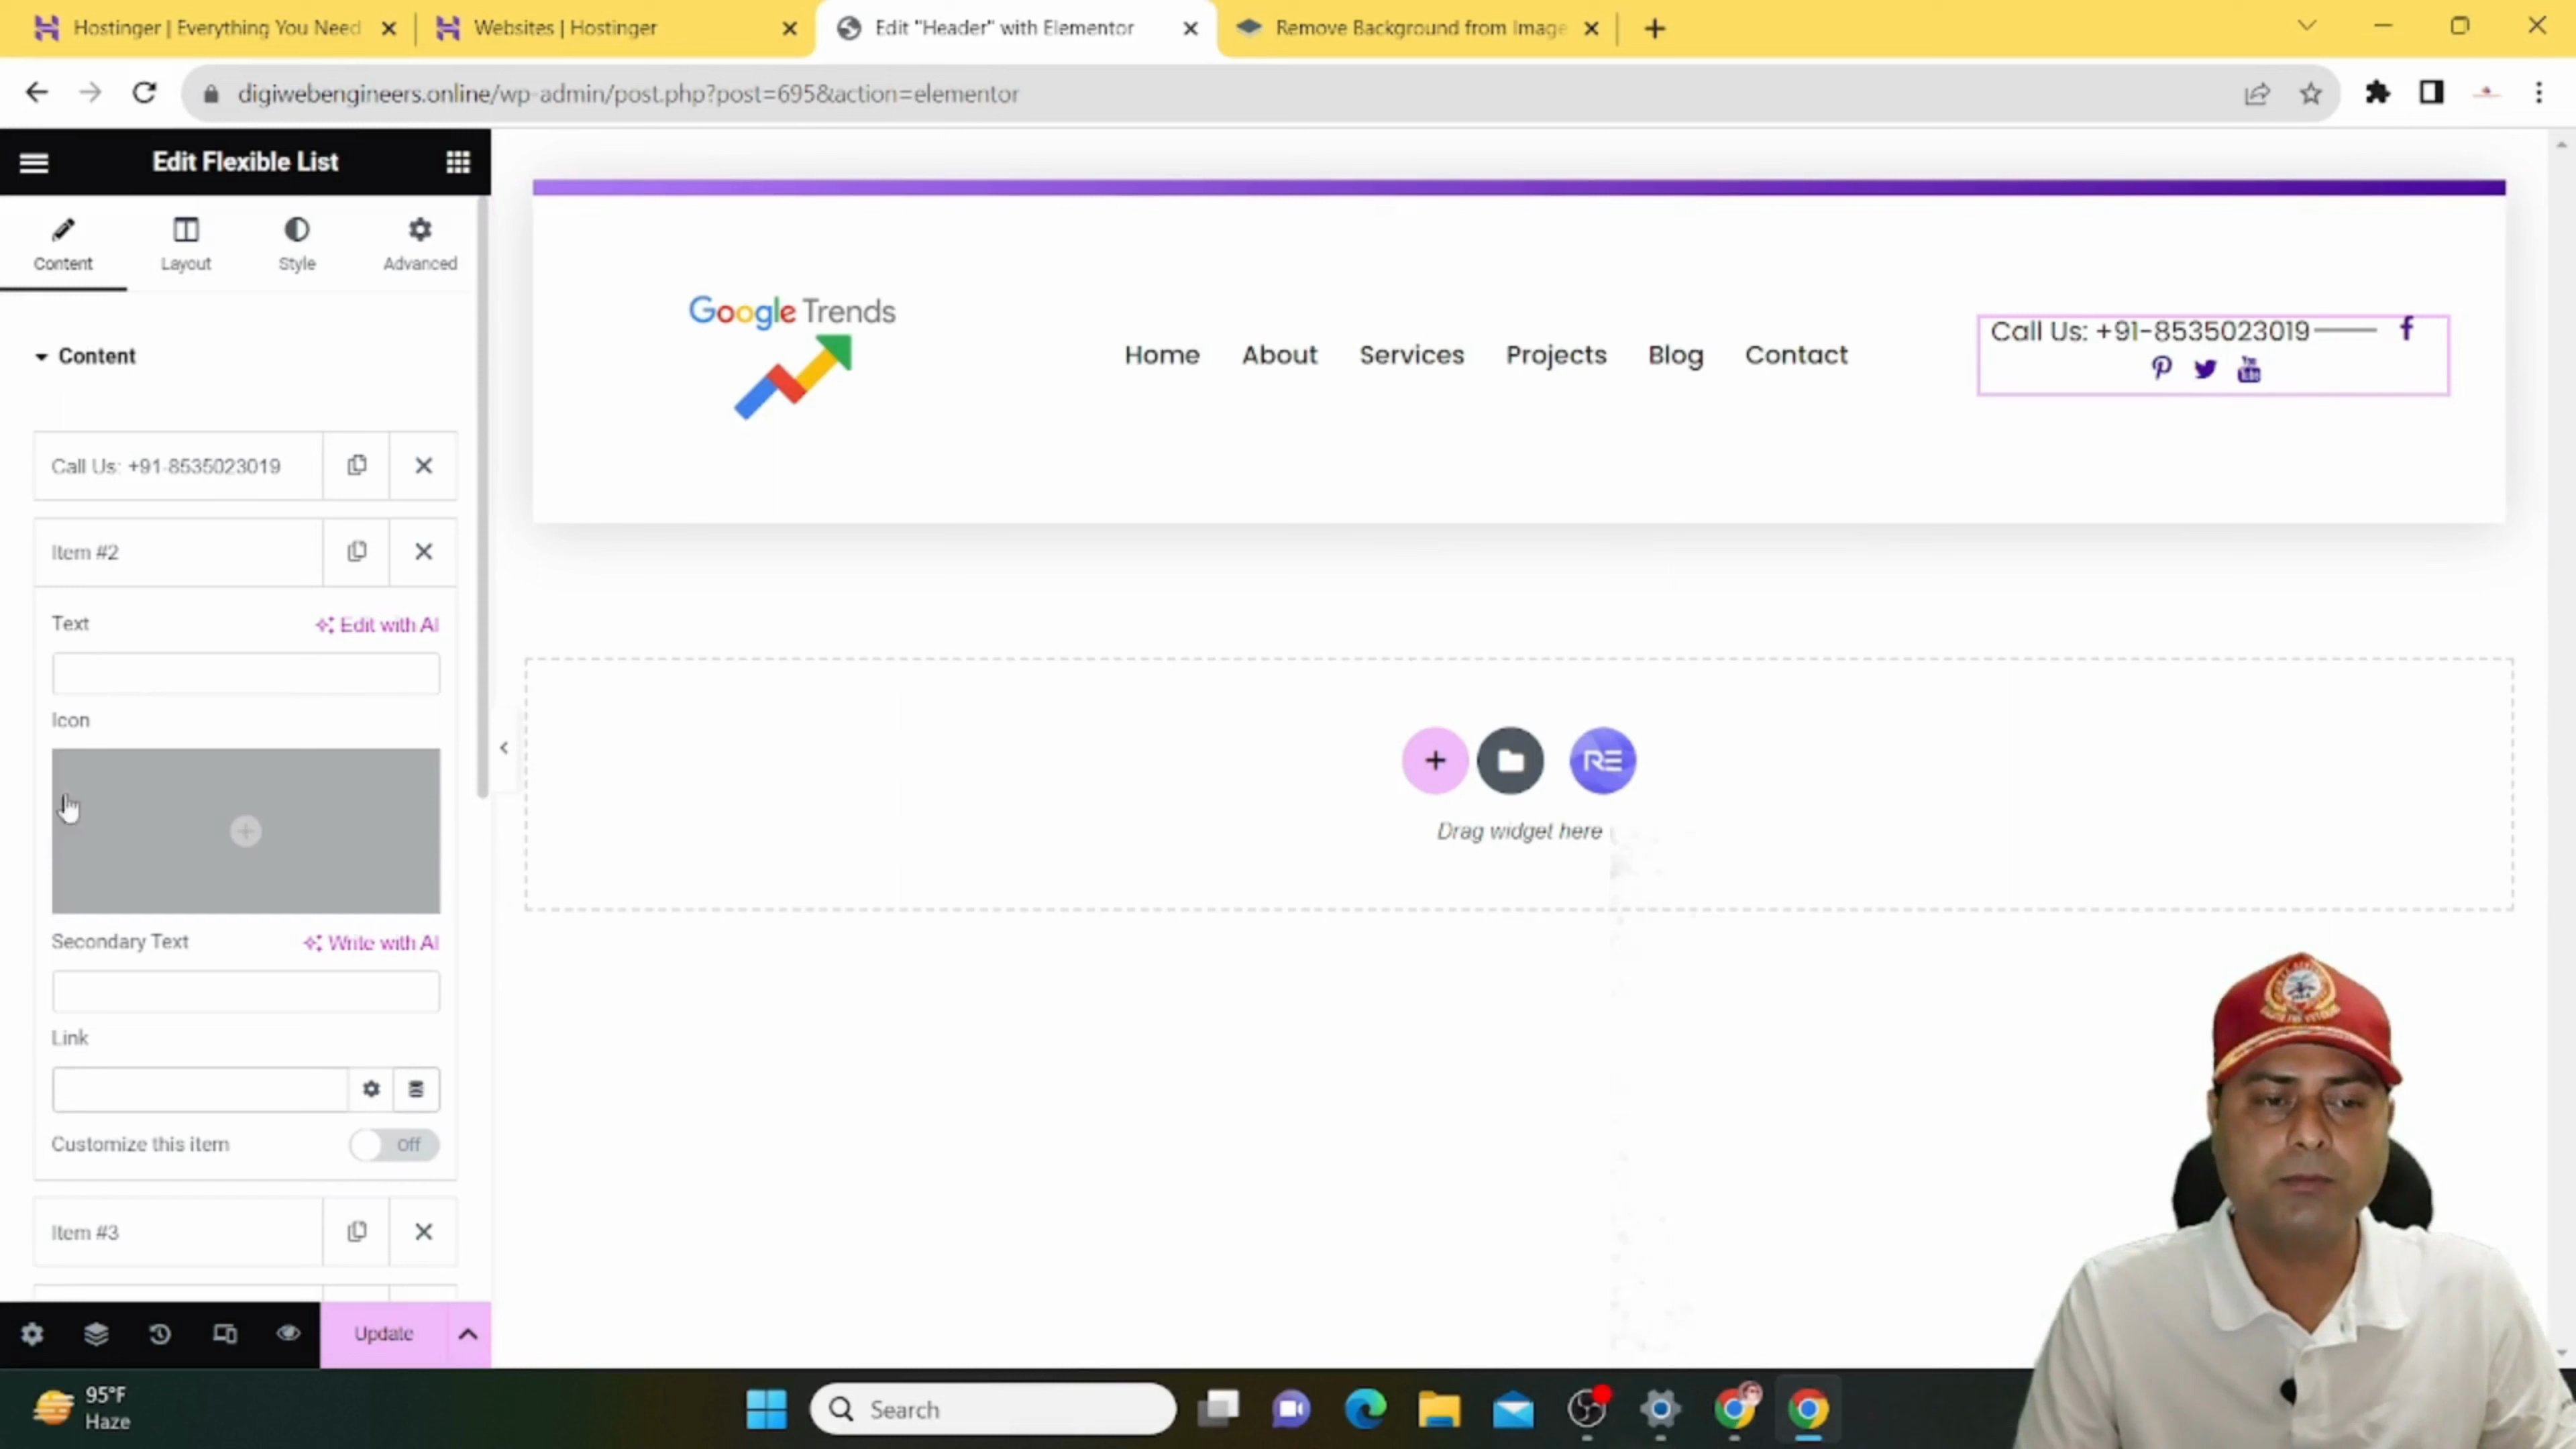 Hostinger | Everything You Need
Websites | Hostinger
Edit "Header" with Elementor
Remove Background from Image
digiwebengineers.online/wp-admin/post.php?post=695&action=elementor
Edit Flexible List
Content
Layout
Style
Advanced
Content
Call Us: +91-8535023019
Item #2
Text
Edit with AI
Icon
Secondary Text
Write with AI
Link
Customize this item
Off
Item #3
Update
Google Trends
Home
About
Services
Projects
Blog
Contact
Call Us: +91-8535023019
You
Tube
RE
Drag widget here
95°F
Haze
Search